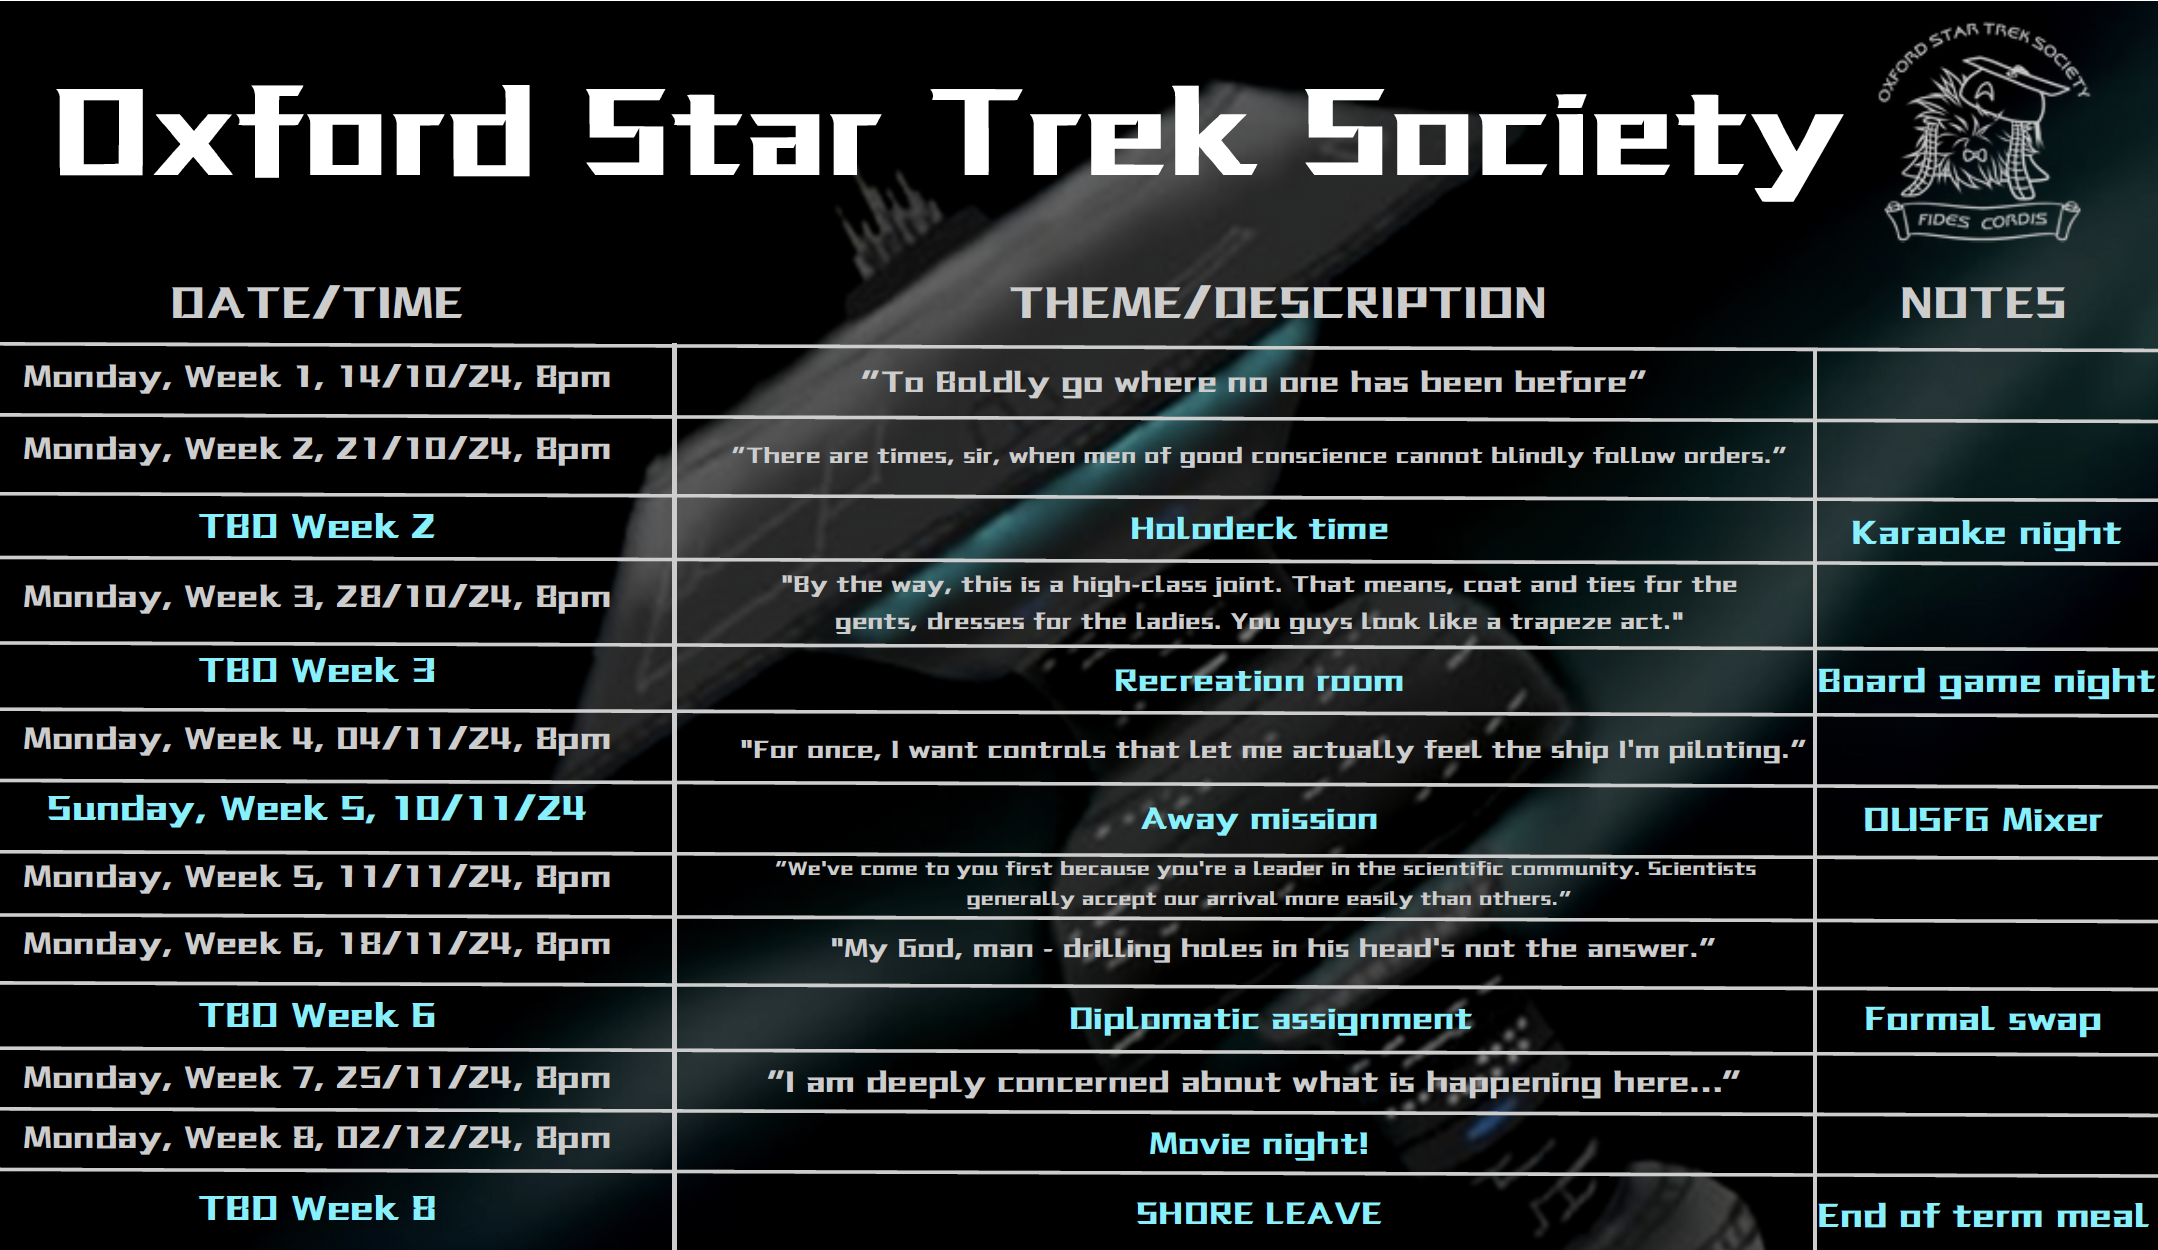 Oxford Star Trek Society
OXFORD STAR TREK SOCIETY
FIDES CORDIS
DATE/TIME THEME/DESCRIPTION NOTES
Monday, Week 1, 14/10/24, 8pm "To Boldly go where no one has been before"
Monday, Week 2, 21/10/24, 8pm "There are times, sir, when men of good conscience cannot blindly follow orders."
TBD Week 2 Holodeck time Karaoke night
Monday, Week 3, 28/10/24, 8pm "By the way, this is a high-class joint. That means, coat and ties for the
gents, dresses for the ladies. You guys look like a trapeze act."
TBD Week 3 Recreation room Board game night
Monday, Week 4, 04/11/24, 8pm "For once, I want controls that let me actually feel the ship I'm piloting."
Sunday, Week 5, 10/11/24 Away mission OUSFG Mixer
Monday, Week 5, 11/11/24, 8pm "We've come to you first because you're a leader in the scientific community. Scientists
generally accept our arrival more easily than others."
Monday, Week 6, 18/11/24, 8pm "My God, man - drilling holes in his head's not the answer."
TBD Week 6 Diplomatic assignment Formal swap
Monday, Week 7, 25/11/24, 8pm "I am deeply concerned about what is happening here..."
Monday, Week 8, 02/12/24, 8pm Movie night!
TBD Week 8 SHORE LEAVE End of term meal